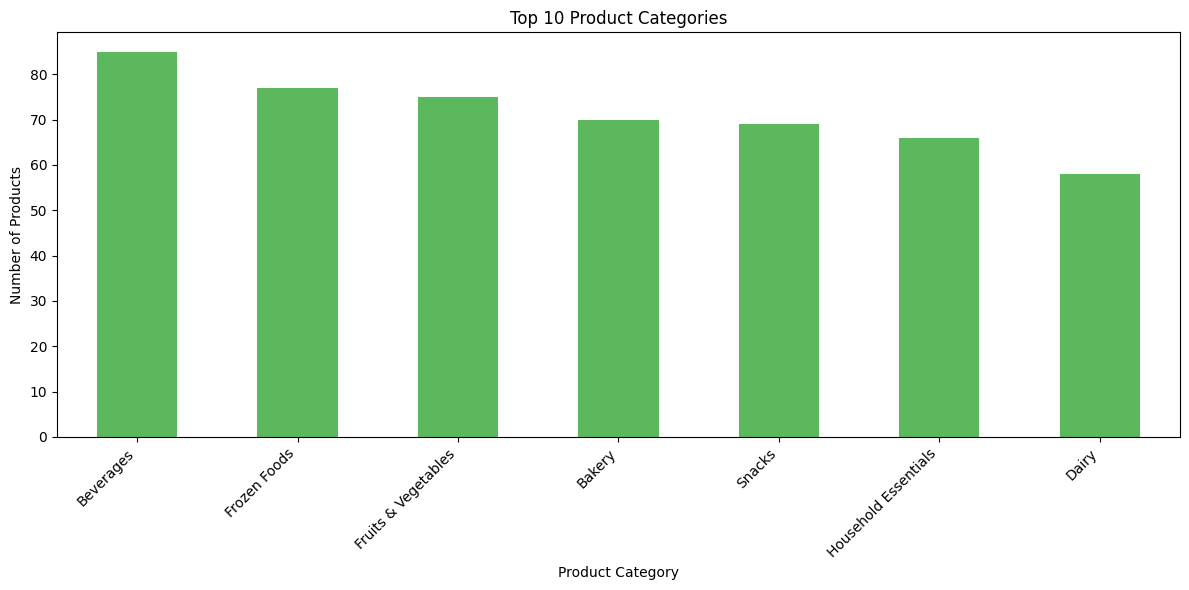 Top 10 Product Categories
Number of Products
80
70
60
50
40
30
20
10
0
Beverages
Frozen Foods
Fruits & Vegetables
Bakery
Snacks
Household Essentials
Dairy
Product Category